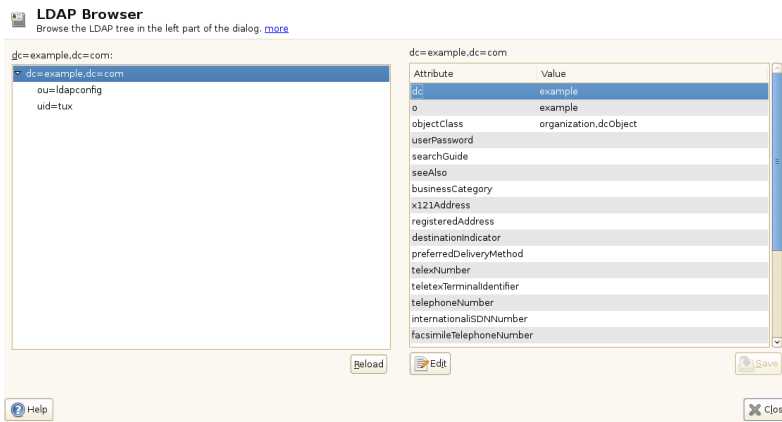 LDAP Browser
Browse the LDAP tree in the left part of the dialog. more
dc=example,dc=com:
dc=example,dc=com
ou=ldapconfig
uid=tux
Reload
dc=example,dc=com
Attribute Value
dc example
o example
objectClass organization,dcObject
userPassword
searchGuide
seeAlso
businessCategory
x121Address
registeredAddress
destinationIndicator
preferredDeliveryMethod
telexNumber
teletexTerminalIdentifier
telephoneNumber
internationaliSDNNumber
facsimileTelephoneNumber
Edit Save
Help Clos